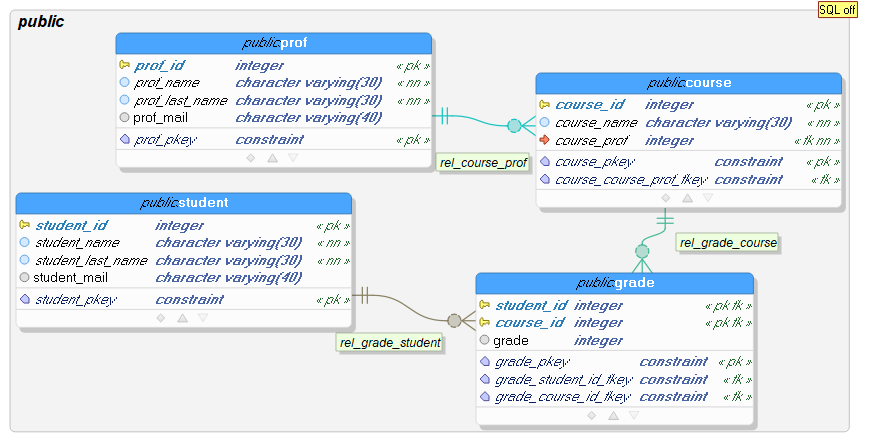 SQL off
public
public.prof
prof_id integer « pk »
prof_name character varying(30) « nn »
prof_last_name character varying(30) « nn »
prof_mail character varying(40)
prof_pkey constraint « pk »
rel_course_prof
public.course
course_id integer « pk »
course_name character varying(30) « nn »
course_prof integer « fk nn »
course_pkey constraint « pk »
course_course_prof_fkey constraint « fk »
public.student
student_id integer « pk »
student_name character varying(30) « nn »
student_last_name character varying(30) « nn »
student_mail character varying(40)
student_pkey constraint « pk »
rel_grade_course
rel_grade_student
public.grade
student_id integer « pk fk »
course_id integer « pk fk »
grade integer
grade_pkey constraint « pk »
grade_student_id_fkey constraint « fk »
grade_course_id_fkey constraint « fk »